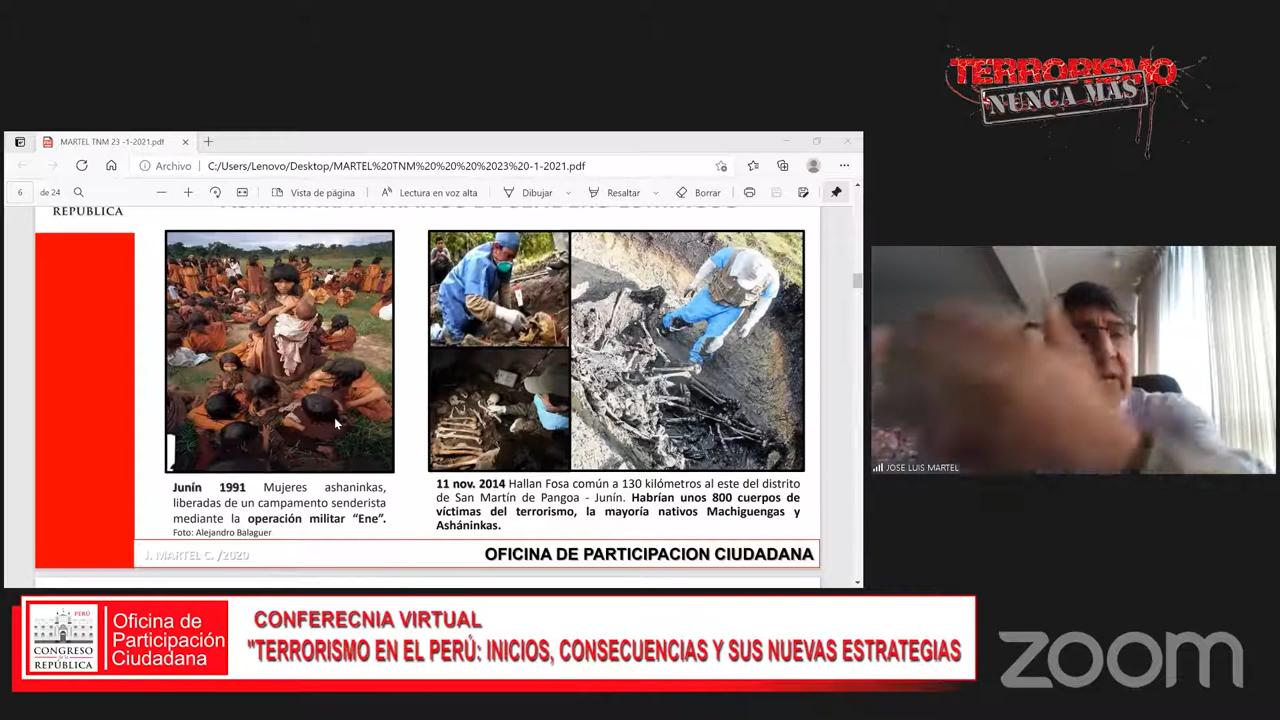 TERRORISMO
NUNCA MÁS
MARTEL TNM 23 -1-2021.pdf
Archivo
C:/Users/Lenovo/Desktop/MARTEL%20TNM%20%20%20%2023%20-1-2021.pdf
6
de 24
Vista de página
Lectura en voz alta
Dibujar
Resaltar
Borrar
REPUBLICA
Junín 1991 Mujeres ashaninkas,
liberadas de un campamento senderista
mediante la operación militar “Ene”.
Foto: Alejandro Balaguer
11 nov. 2014 Hallan Fosa común a 130 kilómetros al este del distrito
de San Martín de Pangoa - Junín. Habrían unos 800 cuerpos de
víctimas del terrorismo, la mayoría nativos Machiguengas y
Asháninkas.
J. MARTEL C. /2020
OFICINA DE PARTICIPACION CIUDADANA
JOSE LUIS MARTEL
PERÚ
CONGRESO
de la
REPÚBLICA
Oficina de
Participación
Ciudadana
CONFERECNIA VIRTUAL
"TERRORISMO EN EL PERÚ: INICIOS, CONSECUENCIAS Y SUS NUEVAS ESTRATEGIAS
zoom